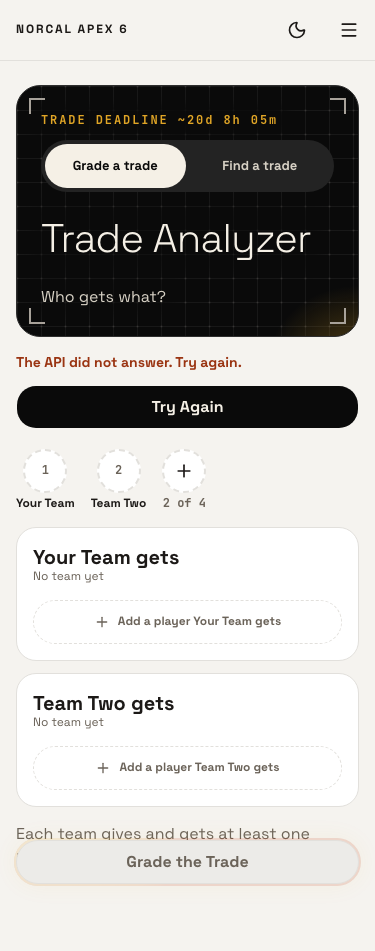 NORCAL APEX 6
TRADE DEADLINE ~20d 8h 05m
Grade a trade
Find a trade
Trade Analyzer
Who gets what?
The API did not answer. Try again.
Try Again
1
2
Your Team
Team Two
2 of 4
Your Team gets
No team yet
Add a player Your Team gets
Team Two gets
No team yet
Add a player Team Two gets
Each team gives and gets at least one
Grade the Trade